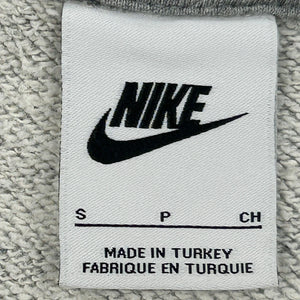 NIKE
S P CH
MADE IN TURKEY
FABRIQUE EN TURQUIE